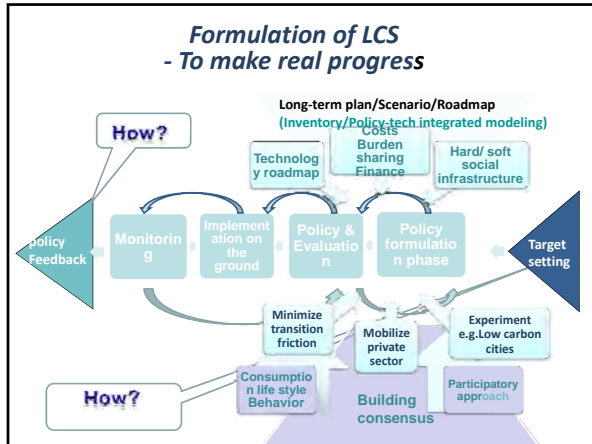 Formulation of LCS
- To make real progress
Long-term plan/Scenario/Roadmap
(Inventory/Policy-tech integrated modeling)
How?
Costs
Burden
sharing
Finance
Technolog
y roadmap
Hard/ soft
social
infrastructure
policy
Feedback
Monitorin
g
Implement
ation on
the
ground
Policy &
Evaluatio
n
Policy
formulatio
n phase
Target
setting
Minimize
transition
friction
Mobilize
private
sector
Experiment
e.g.Low carbon
cities
How?
Consumptio
n life style
Behavior
Building
consensus
Participatory
approach